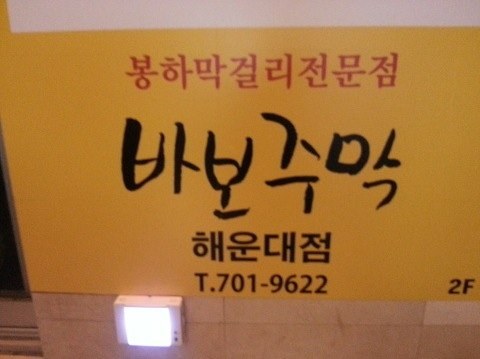 봉하막걸리전문점
바보주막
해운대점
T.701-9622
2F